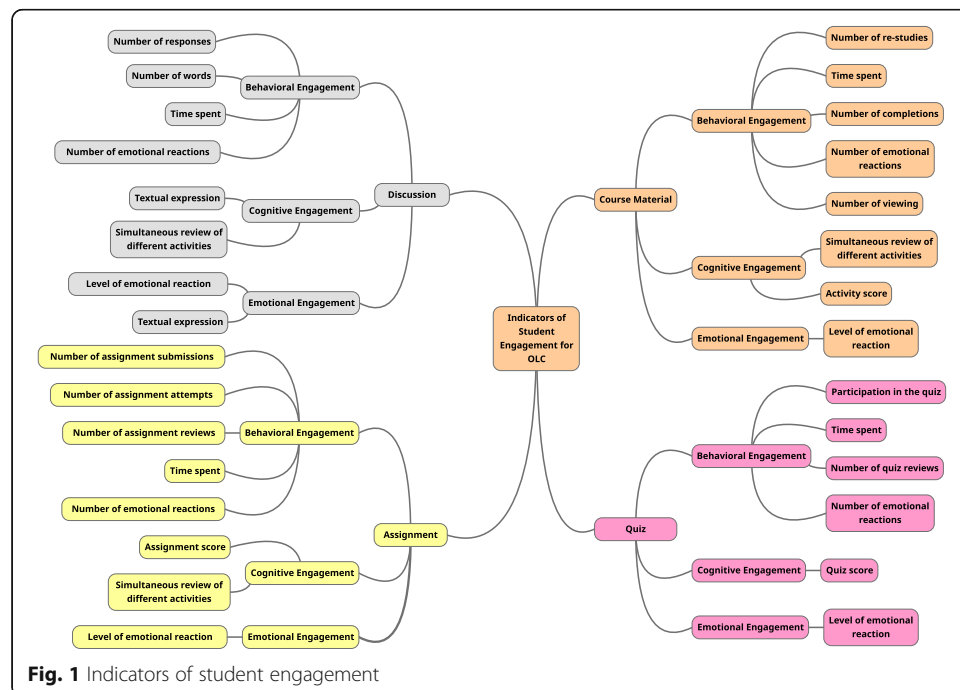 Number of responses
Number of words
Time spent
Number of emotional reactions
Behavioral Engagement
Textual expression
Simultaneous review of
different activities
Cognitive Engagement
Level of emotional reaction
Textual expression
Emotional Engagement
Discussion
Number of assignment submissions
Number of assignment attempts
Number of assignment reviews
Time spent
Number of emotional reactions
Behavioral Engagement
Assignment score
Simultaneous review of
different activities
Cognitive Engagement
Level of emotional reaction
Emotional Engagement
Assignment
Indicators of
Student
Engagement for
OLC
Course Material
Behavioral Engagement
Number of re-studies
Time spent
Number of completions
Number of emotional
reactions
Number of viewing
Cognitive Engagement
Simultaneous review of
different activities
Activity score
Emotional Engagement
Level of emotional
reaction
Quiz
Behavioral Engagement
Participation in the quiz
Time spent
Number of quiz reviews
Number of emotional
reactions
Cognitive Engagement
Quiz score
Emotional Engagement
Level of emotional
reaction
Fig. 1 Indicators of student engagement